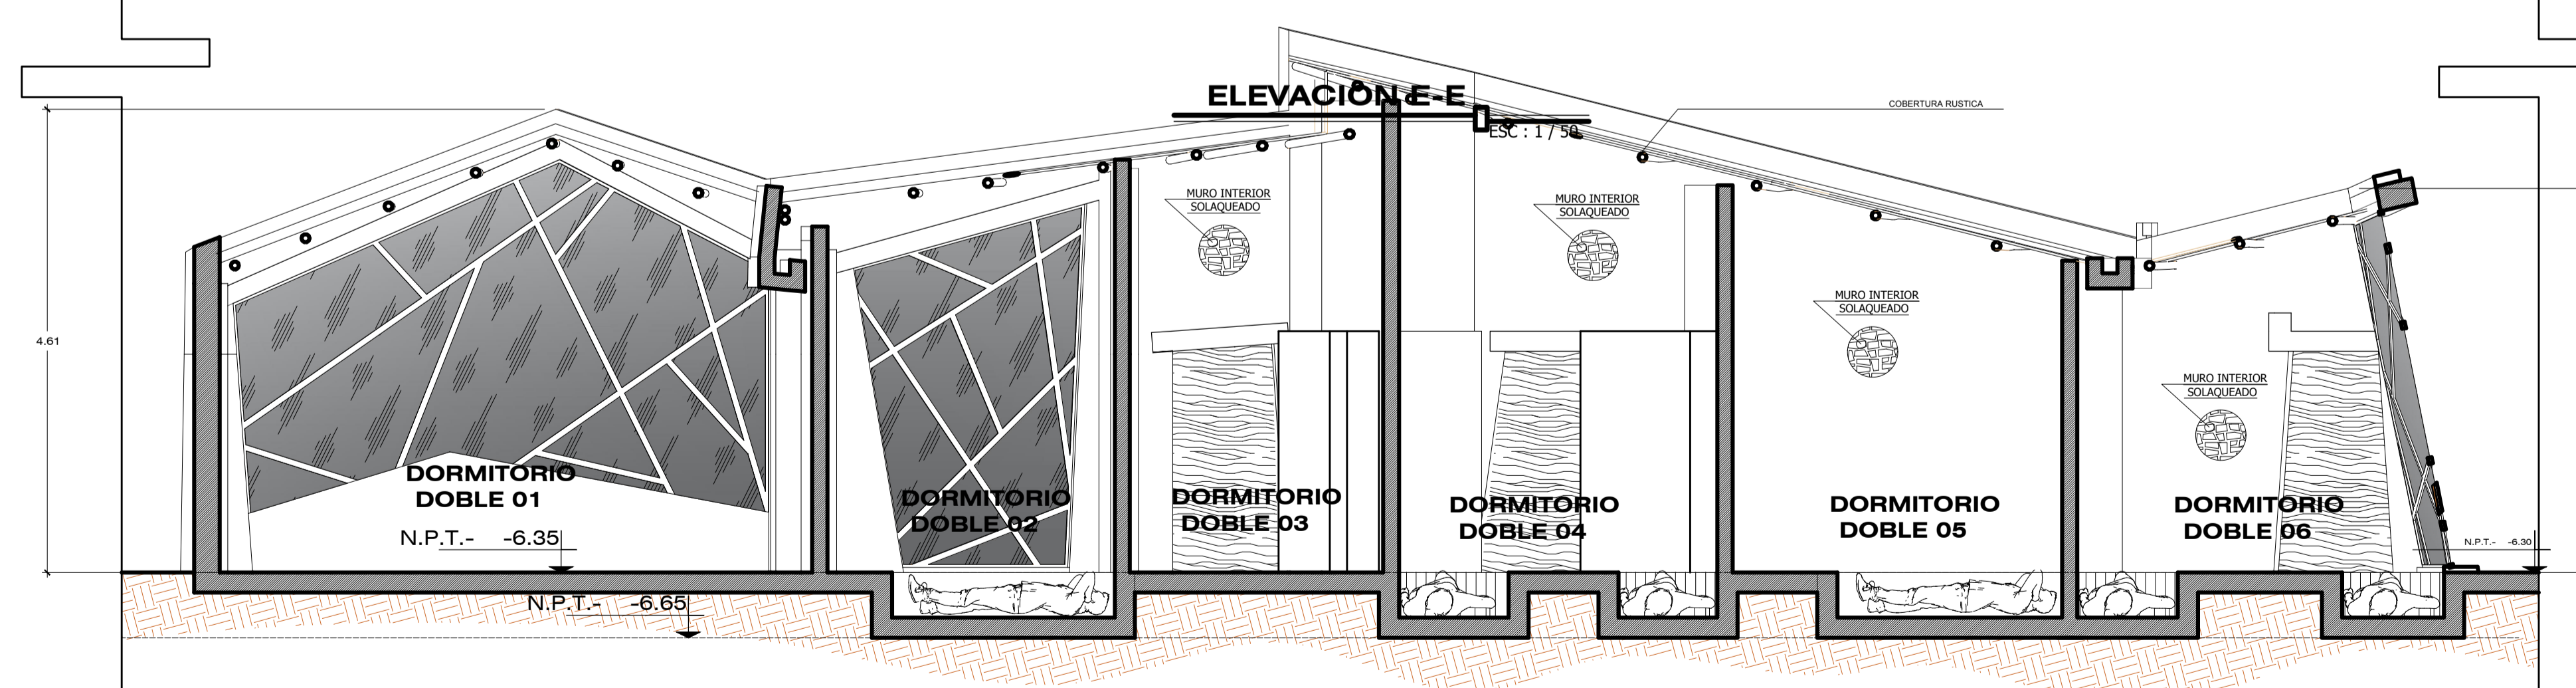 ELEVACIÓN E-E
ESC : 1 / 50
COBERTURA RUSTICA
MURO INTERIOR
SOLAQUEADO
MURO INTERIOR
SOLAQUEADO
MURO INTERIOR
SOLAQUEADO
MURO INTERIOR
SOLAQUEADO
4.61
DORMITORIO
DOBLE 01
DORMITORIO
DOBLE 02
DORMITORIO
DOBLE 03
DORMITORIO
DOBLE 04
DORMITORIO
DOBLE 05
DORMITORIO
DOBLE 06
N.P.T.- -6.35
N.P.T.- -6.30
N.P.T.- -6.65